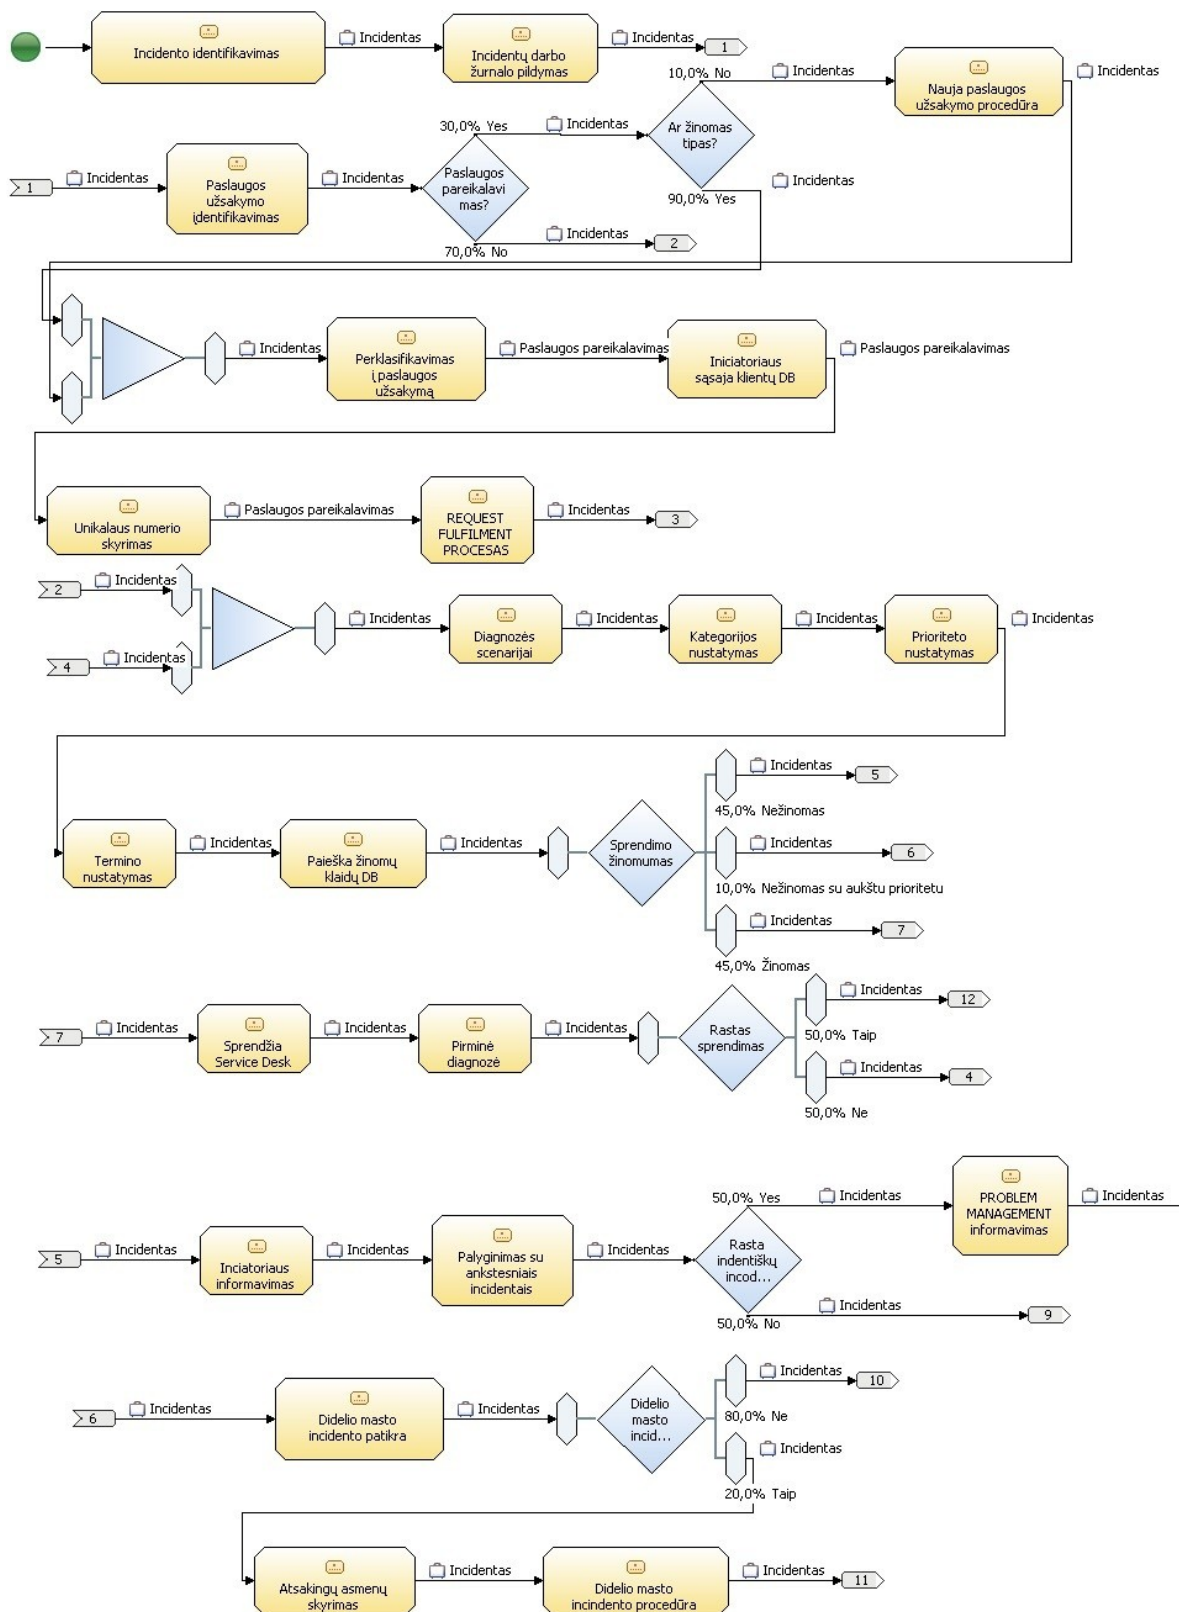 Incidento identifikavimas
Incidentas
Incidentų darbo
žurnalo pildymas
Incidentas
1
10,0% No
Incidentas
Nauja paslaugos
užsakymo procedūra
Incidentas
1
Incidentas
Paslaugos
užsakymo
įdentifikavimas
Incidentas
Paslaugos
pareikalavi
mas?
30,0% Yes
Incidentas
Ar žinomas
tipas?
90,0% Yes
Incidentas
70,0% No
Incidentas
2
Incidentas
Perklasifikavimas
į paslaugos
užsakymą
Paslaugos pareikalavimas
Iniciatoriaus
sąsaja klientų DB
Paslaugos pareikalavimas
Unikalaus numerio
skyrimas
Paslaugos pareikalavimas
REQUEST
FULFILMENT
PROCESAS
Incidentas
3
2
Incidentas
4
Incidentas
Incidentas
Diagnozės
scenarijai
Incidentas
Kategorijos
nustatymas
Incidentas
Prioriteto
nustatymas
Incidentas
Termino
nustatymas
Incidentas
Paieška žinomų
klaidų DB
Incidentas
Sprendimo
žinomumas
Incidentas
5
45,0% Nežinomas
Incidentas
6
10,0% Nežinomas su aukštu prioritetu
Incidentas
7
45,0% Žinomas
7
Incidentas
Sprendžia
Service Desk
Incidentas
Pirminė
diagnozė
Incidentas
Rastas
sprendimas
Incidentas
12
50,0% Taip
Incidentas
4
50,0% Ne
5
Incidentas
Inciatoriaus
informavimas
Incidentas
Palyginimas su
ankstesniais
incidentais
Incidentas
Rasta
indentiškų
incod...
50,0% Yes
Incidentas
PROBLEM
MANAGEMENT
informavimas
Incidentas
50,0% No
Incidentas
9
6
Incidentas
Didelio masto
incidento patikra
Incidentas
Didelio
masto
incid...
Incidentas
10
80,0% Ne
Incidentas
20,0% Taip
Atsakingų asmenų
skyrimas
Incidentas
Didelio masto
incindento procedūra
Incidentas
11